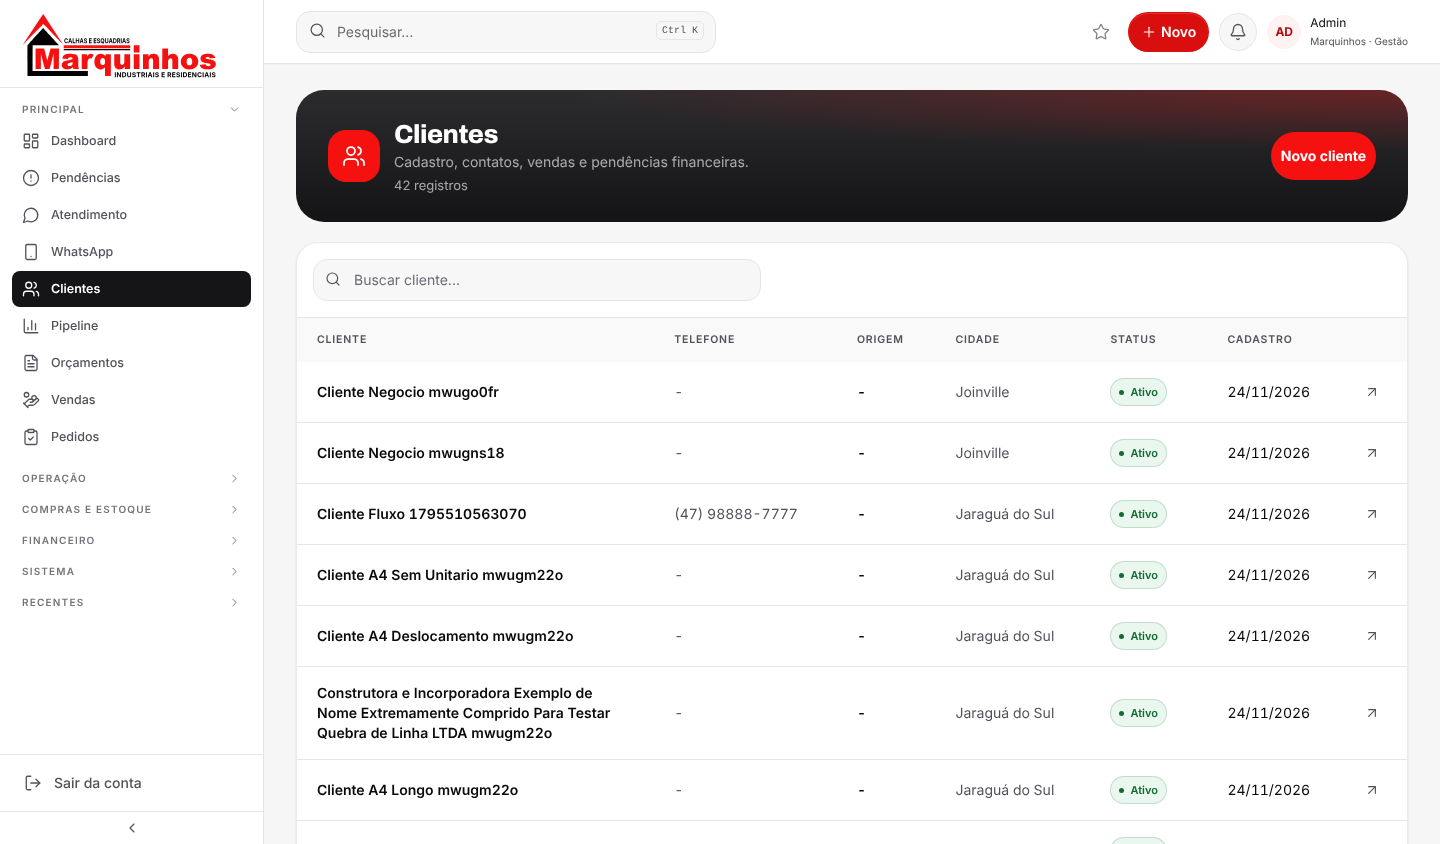 CALHAS E ESQUADRIAS
Marquinhos
INDUSTRIAIS E RESIDENCIAIS
Pesquisar...
Ctrl K
Novo
AD
Admin
Marquinhos · Gestão
PRINCIPAL
Dashboard
Pendências
Atendimento
WhatsApp
Clientes
Pipeline
Orçamentos
Vendas
Pedidos
OPERAÇÃO
COMPRAS E ESTOQUE
FINANCEIRO
SISTEMA
RECENTES
Sair da conta
Clientes
Cadastro, contatos, vendas e pendências financeiras.
42 registros
Novo cliente
Buscar cliente...
CLIENTE TELEFONE ORIGEM CIDADE STATUS CADASTRO
Cliente Negocio mwugo0fr - - Joinville Ativo 24/11/2026
Cliente Negocio mwugns18 - - Joinville Ativo 24/11/2026
Cliente Fluxo 1795510563070 (47) 98888-7777 - Jaraguá do Sul Ativo 24/11/2026
Cliente A4 Sem Unitario mwugm22o - - Jaraguá do Sul Ativo 24/11/2026
Cliente A4 Deslocamento mwugm22o - - Jaraguá do Sul Ativo 24/11/2026
Construtora e Incorporadora Exemplo de
Nome Extremamente Comprido Para Testar - - Jaraguá do Sul Ativo 24/11/2026
Quebra de Linha LTDA mwugm22o
Cliente A4 Longo mwugm22o - - Jaraguá do Sul Ativo 24/11/2026